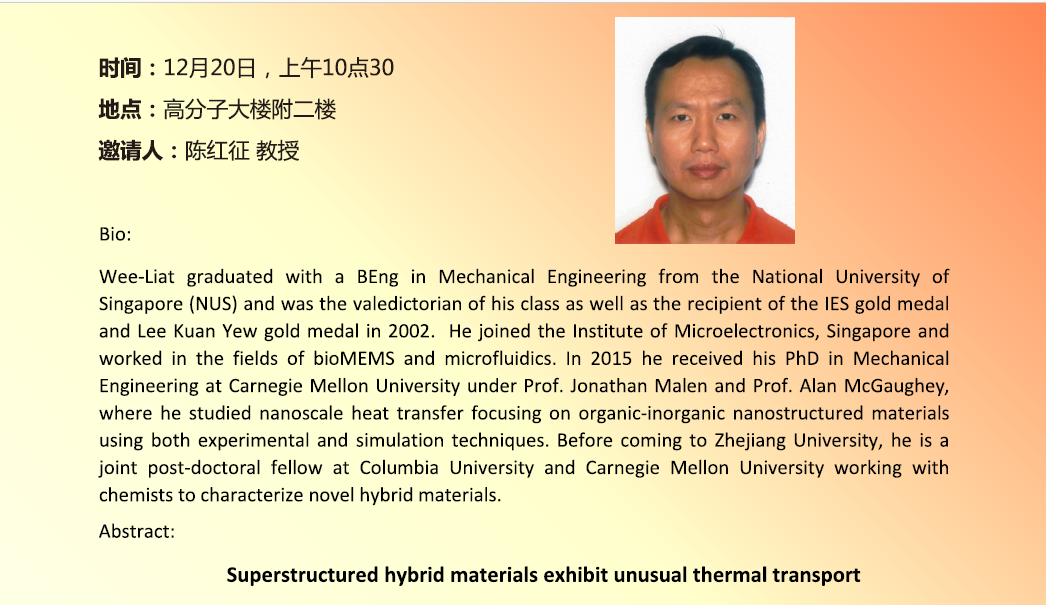 时间：12月20日，上午10点30
地点：高分子大楼附二楼
邀请人：陈红征 教授
Bio:
Wee-Liat graduated with a BEng in Mechanical Engineering from the National University of
Singapore (NUS) and was the valedictorian of his class as well as the recipient of the IES gold medal
and Lee Kuan Yew gold medal in 2002.  He joined the Institute of Microelectronics, Singapore and
worked in the fields of bioMEMS and microfluidics. In 2015 he received his PhD in Mechanical
Engineering at Carnegie Mellon University under Prof. Jonathan Malen and Prof. Alan McGaughey,
where he studied nanoscale heat transfer focusing on organic-inorganic nanostructured materials
using both experimental and simulation techniques. Before coming to Zhejiang University, he is a
joint post-doctoral fellow at Columbia University and Carnegie Mellon University working with
chemists to characterize novel hybrid materials.
Abstract:
Superstructured hybrid materials exhibit unusual thermal transport